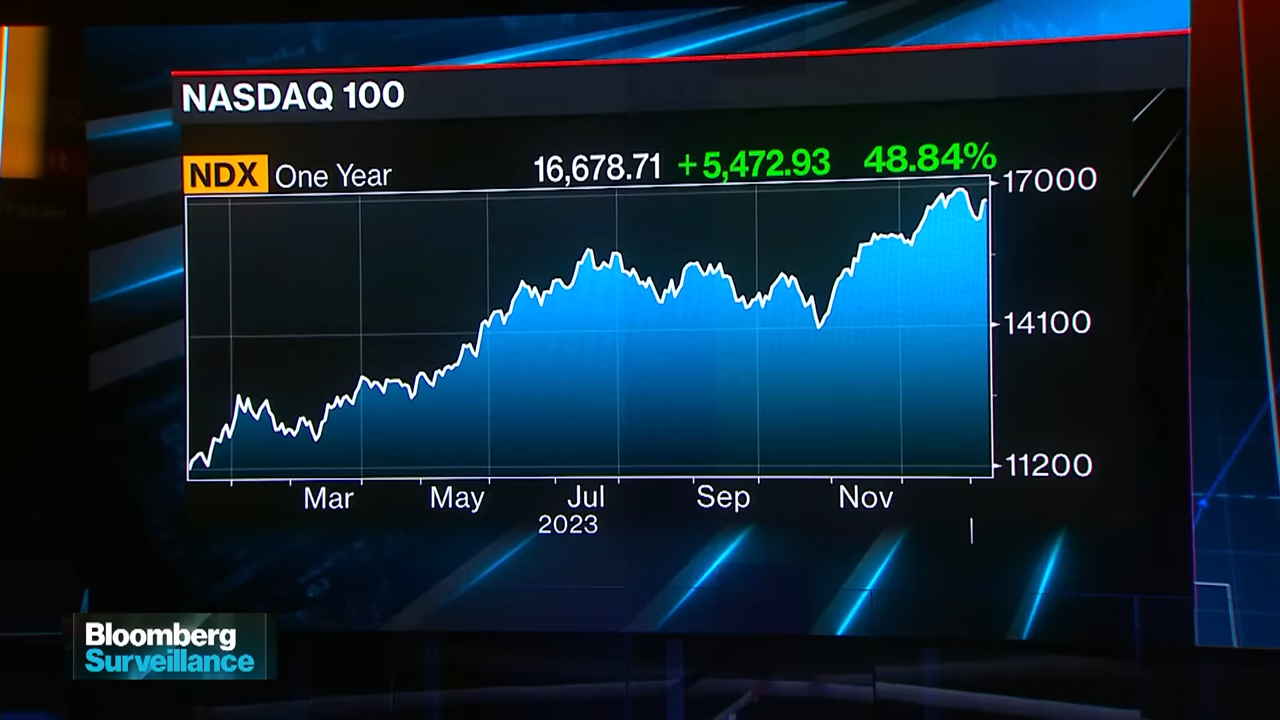 NASDAQ 100
NDX One Year 16,678.71 +5,472.93 48.84%
17000
14100
11200
Mar May Jul Sep Nov
2023
Bloomberg
Surveillance